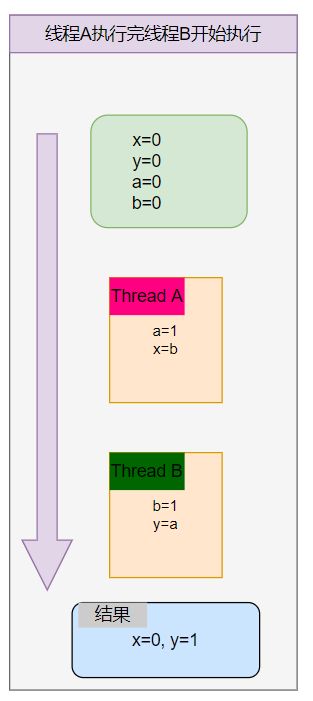 线程A执行完线程B开始执行
x=0
y=0
a=0
b=0
Thread A
a=1
x=b
Thread B
b=1
y=a
结果
x=0, y=1